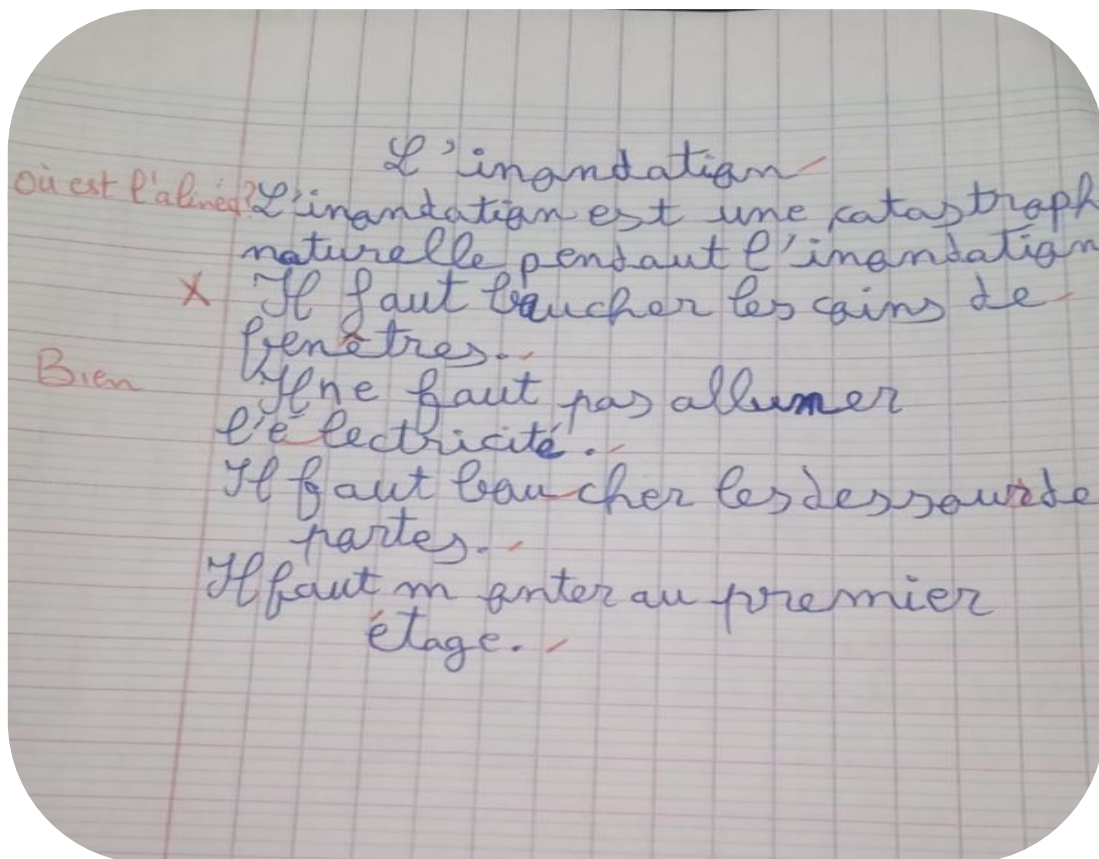 L'inondation
où est l'alinéa? L'inondation est une catastroph
naturelle pendaut l'inondation
X Il faut boucher les coins de
fenêtres.
Bien Il ne faut pas allumer
l'électricité.
Il faut boucher les dessous de
portes.
Il faut monter au premier
étage.